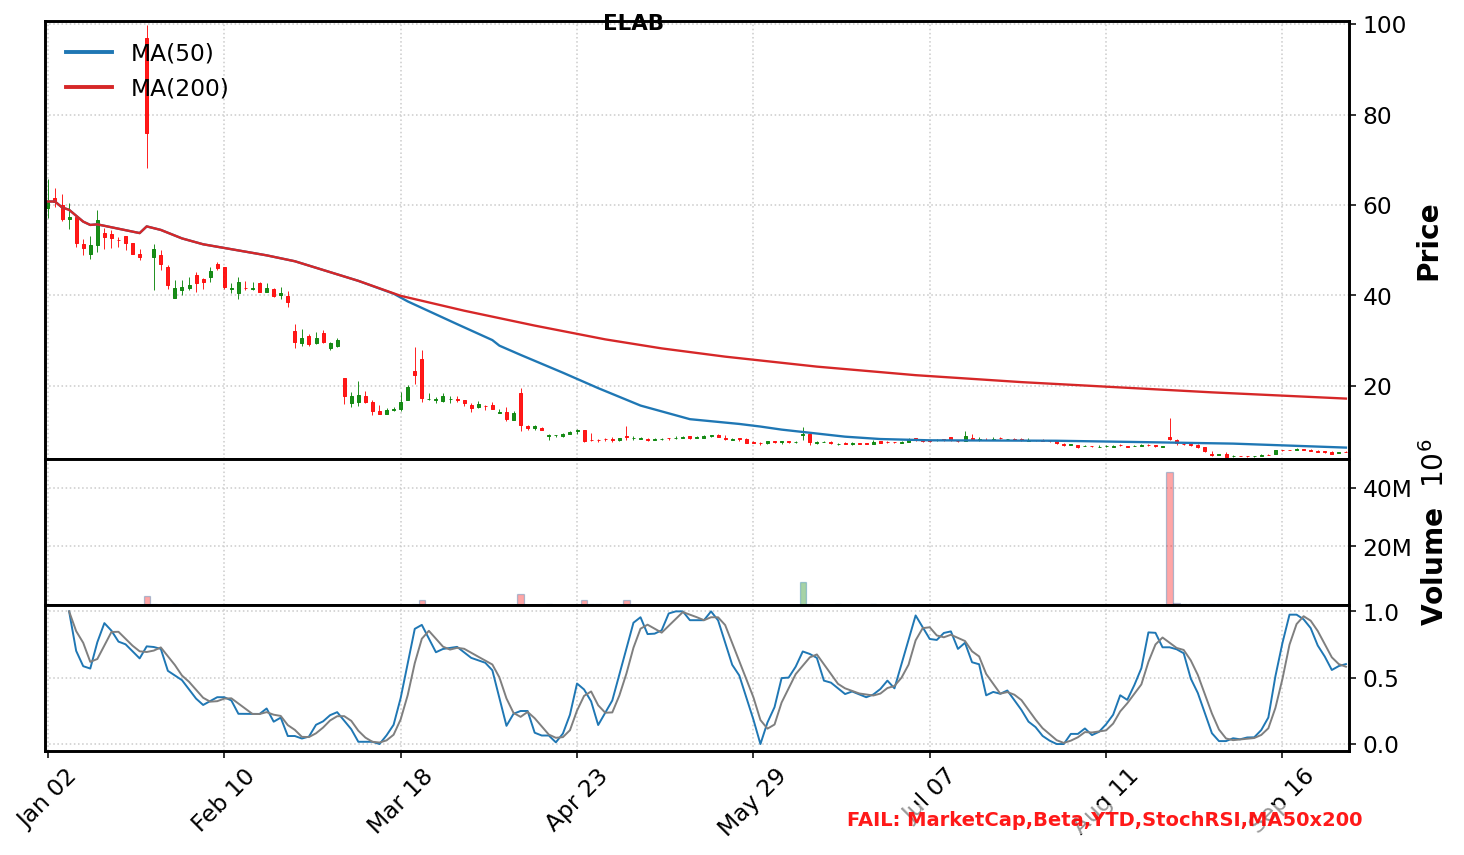 ELAB
MA(50)
MA(200)
100
80
60
40
20
Price
40M
20M
Volume 10^6
1.0
0.5
0.0
Jan 02
Feb 10
Mar 18
Apr 23
May 29
Jul 07
Aug 11
Sep 16
FAIL: MarketCap,Beta,YTD,StochRSI,MA50x200